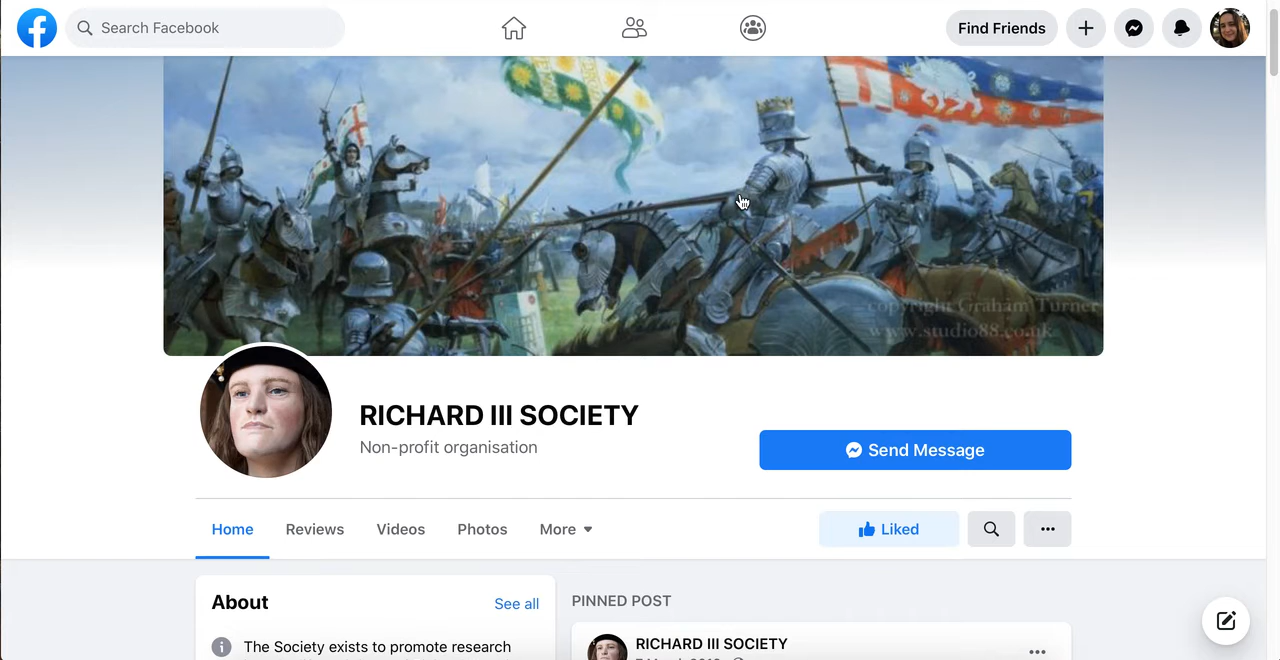 Search Facebook
Find Friends
copyright Graham Turner
www.studio88.co.uk
RICHARD III SOCIETY
Non-profit organisation
Send Message
Home Reviews Videos Photos More
Liked
About
See all
The Society exists to promote research
PINNED POST
RICHARD III SOCIETY